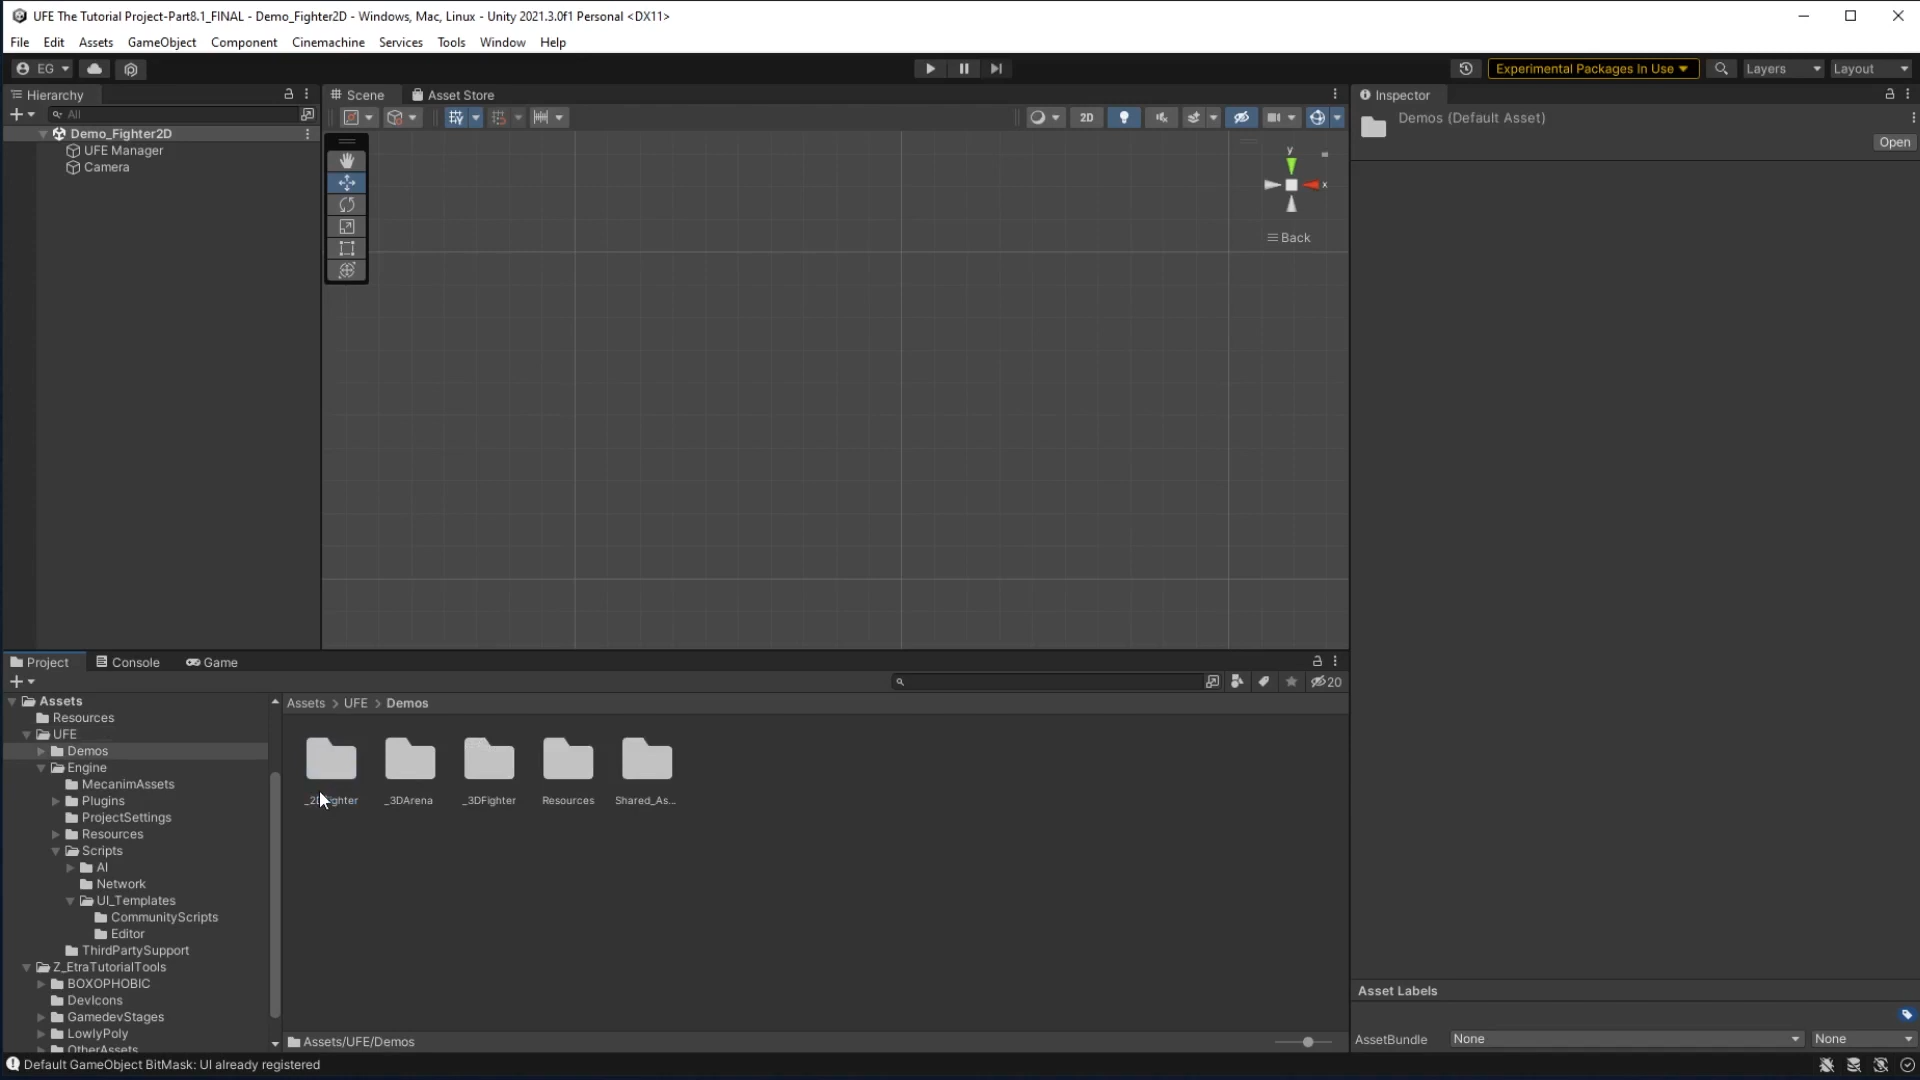 UFE The Tutorial Project-Part8.1_FINAL - Demo_Fighter2D - Windows, Mac, Linux - Unity 2021.3.0f1 Personal <DX11>
File Edit Assets GameObject Component Cinemachine Services Tools Window Help
EG Experimental Packages In Use Layers Layout
Hierarchy
All
Demo_Fighter2D
UFE Manager
Camera
Scene Asset Store
2D
y
x
Back
Inspector
Demos (Default Asset)
Open
Project Console Game
20
Assets
Resources
UFE
Demos
Engine
MecanimAssets
Plugins
ProjectSettings
Resources
Scripts
AI
Network
UI_Templates
CommunityScripts
Editor
ThirdPartySupport
Z_EtraTutorialTools
BOXOPHOBIC
DevIcons
GamedevStages
LowlyPoly
OtherAssets
Assets > UFE > Demos
_3DArena _3DFighter Resources Shared_As...
Assets/UFE/Demos
Asset Labels
AssetBundle None None
Default GameObject BitMask: UI already registered